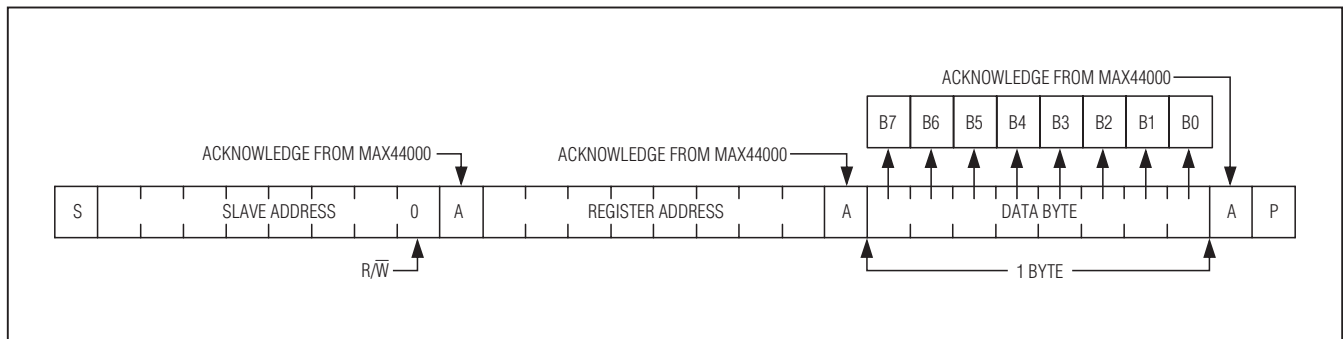 ACKNOWLEDGE FROM MAX44000
B7 B6 B5 B4 B3 B2 B1 B0
ACKNOWLEDGE FROM MAX44000 ACKNOWLEDGE FROM MAX44000
S SLAVE ADDRESS 0 A REGISTER ADDRESS A DATA BYTE A P
R/W̅ 1 BYTE